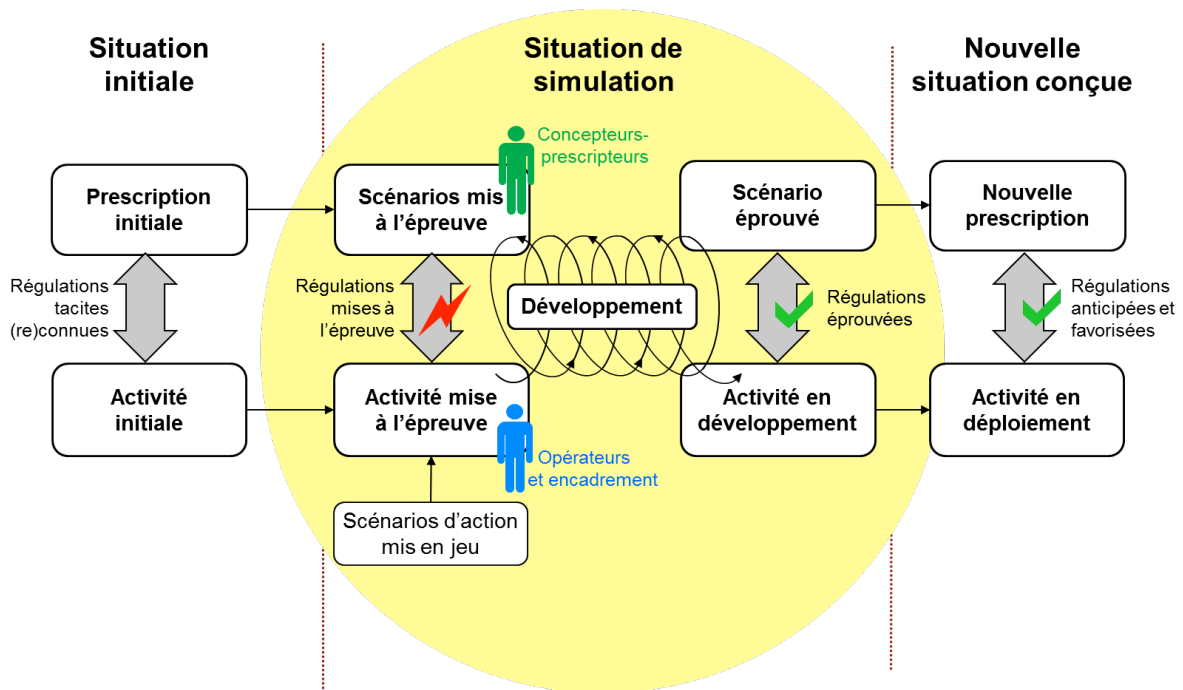 Situation
initiale
Situation de
simulation
Nouvelle
situation conçue
Concepteurs-
prescripteurs
Prescription
initiale
Scénarios mis
à l’épreuve
Scénario
éprouvé
Nouvelle
prescription
Régulations
tacites
(re)connues
Régulations
mises à
l’épreuve
Développement
Régulations
éprouvées
Régulations
anticipées et
favorisées
Activité
initiale
Activité mise
à l’épreuve
Activité en
développement
Activité en
déploiement
Opérateurs
et encadrement
Scénarios d’action
mis en jeu